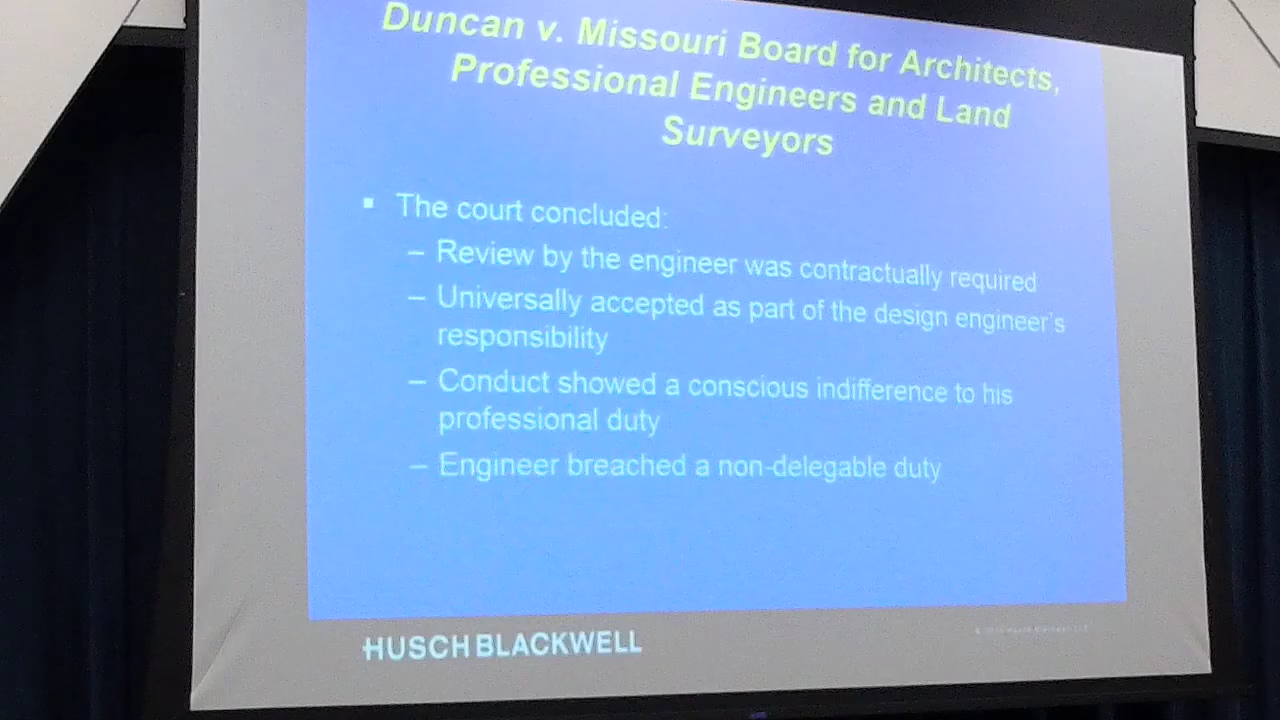 Duncan v. Missouri Board for Architects,
Professional Engineers and Land
Surveyors
▪ The court concluded:
– Review by the engineer was contractually required
– Universally accepted as part of the design engineer's
responsibility
– Conduct showed a conscious indifference to his
professional duty
– Engineer breached a non-delegable duty
HUSCH BLACKWELL